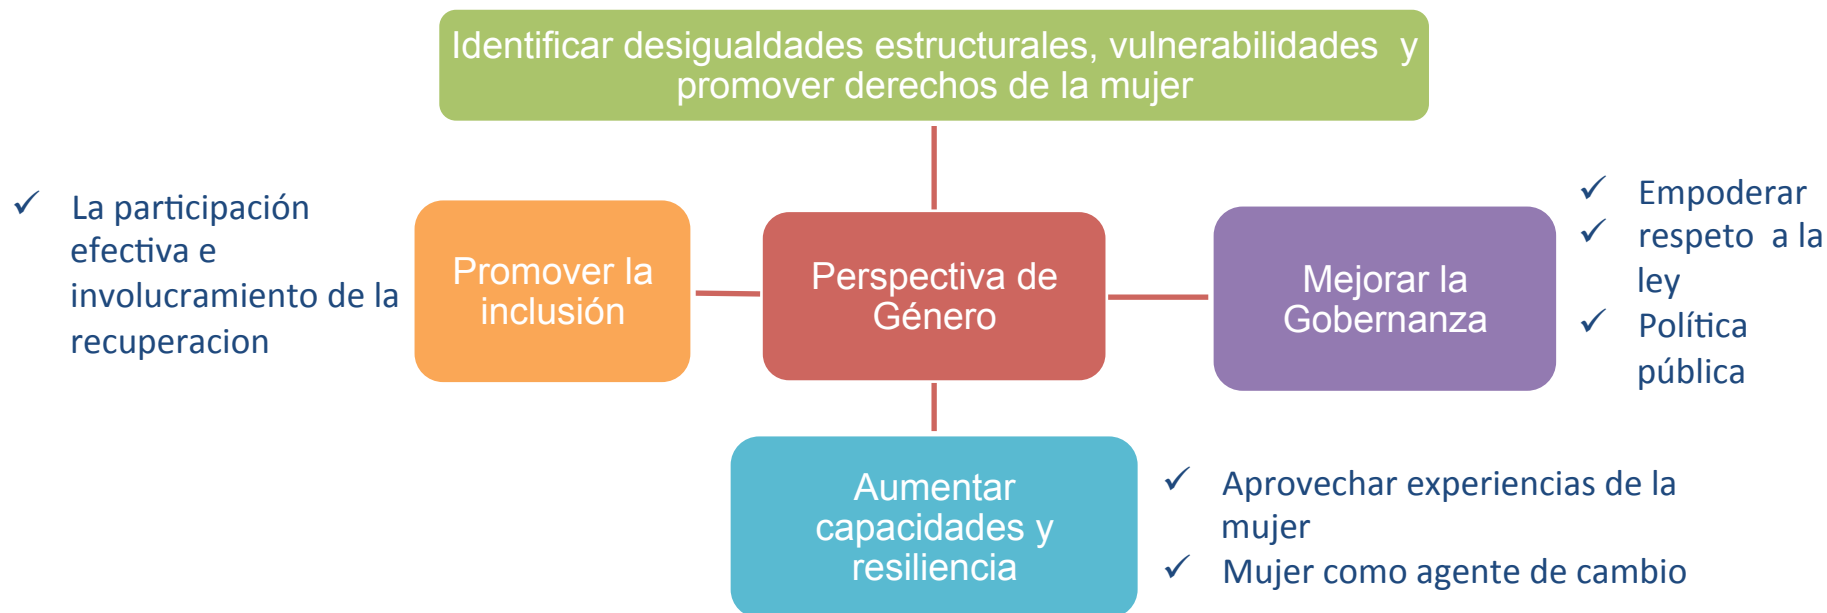 Identificar desigualdades estructurales, vulnerabilidades  y
promover derechos de la mujer
✓ La participación
efectiva e
involucramiento de la
recuperacion
Promover la
inclusión
Perspectiva de
Género
Mejorar la
Gobernanza
✓ Empoderar
✓ respeto  a la
ley
✓ Política
pública
Aumentar
capacidades y
resiliencia
✓ Aprovechar experiencias de la
mujer
✓ Mujer como agente de cambio